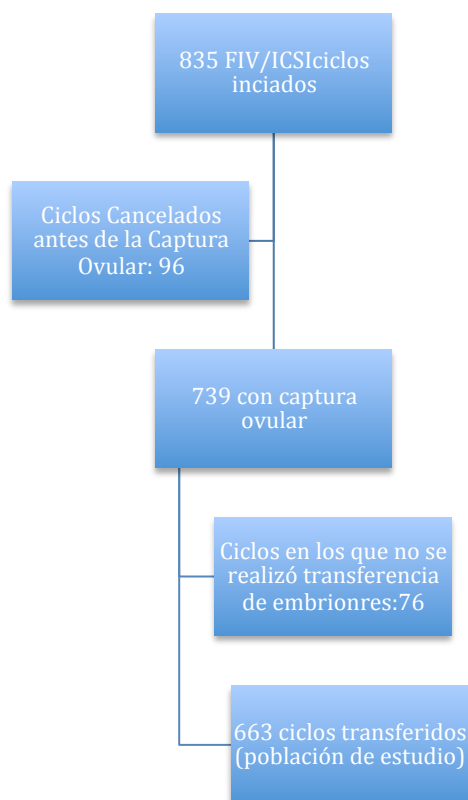 835 FIV/ICSIciclos
inciados
Ciclos Cancelados
antes de la Captura
Ovular: 96
739 con captura
ovular
Ciclos en los que no se
realizó transferencia
de embrionres:76
663 ciclos transferidos
(población de estudio)